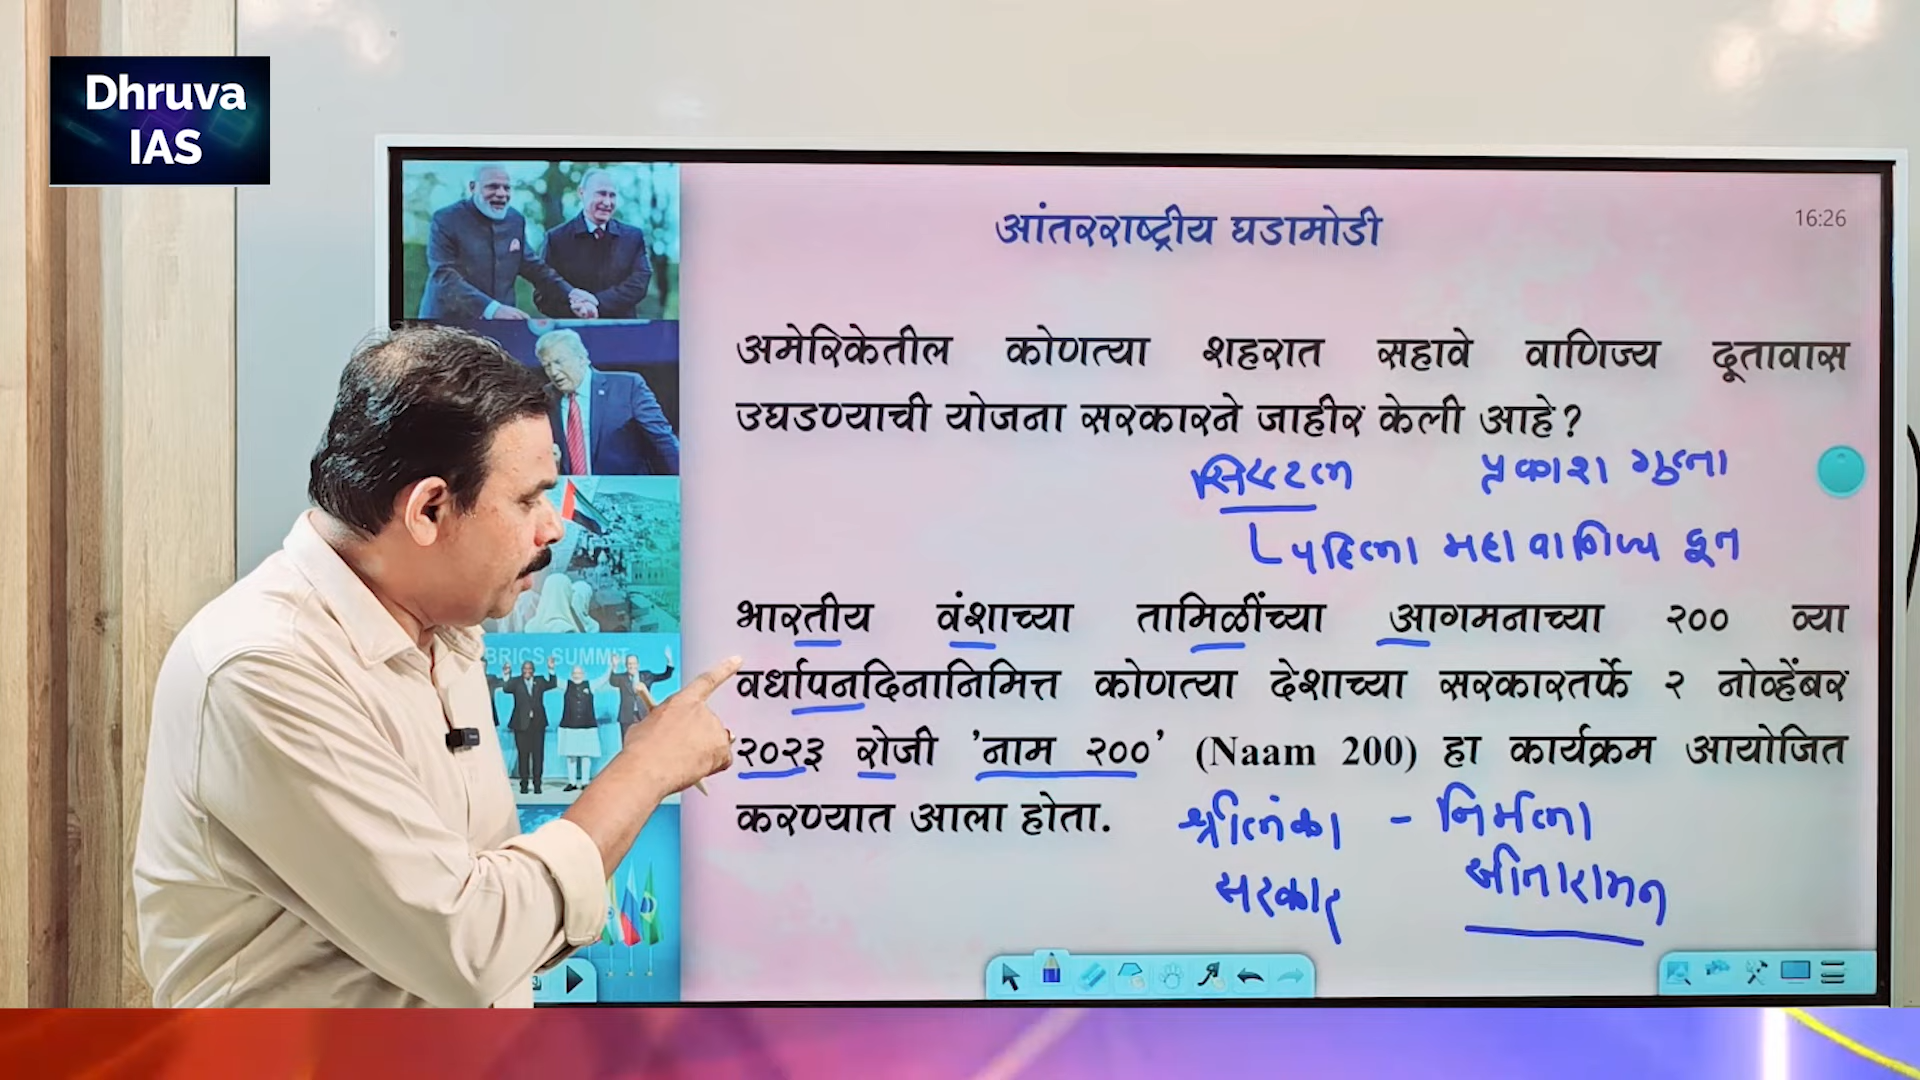 Dhruva
IAS
आंतरराष्ट्रीय घडामोडी
16:26
अमेरिकेतील कोणत्या शहरात सहावे वाणिज्य दूतावास
उघडण्याची योजना सरकारने जाहीर केली आहे?
सिएटल प्रकाश गुप्ता
पहिला महावाणिज्य दूत
भारतीय वंशाच्या तामिळींच्या आगमनाच्या २०० व्या
वर्धापनदिनानिमित्त कोणत्या देशाच्या सरकारतर्फे २ नोव्हेंबर
२०२३ रोजी 'नाम २००' (Naam 200) हा कार्यक्रम आयोजित
करण्यात आला होता.
श्रीलंका - निर्मला
सरकार सीतारामन
BRICS SUMMIT